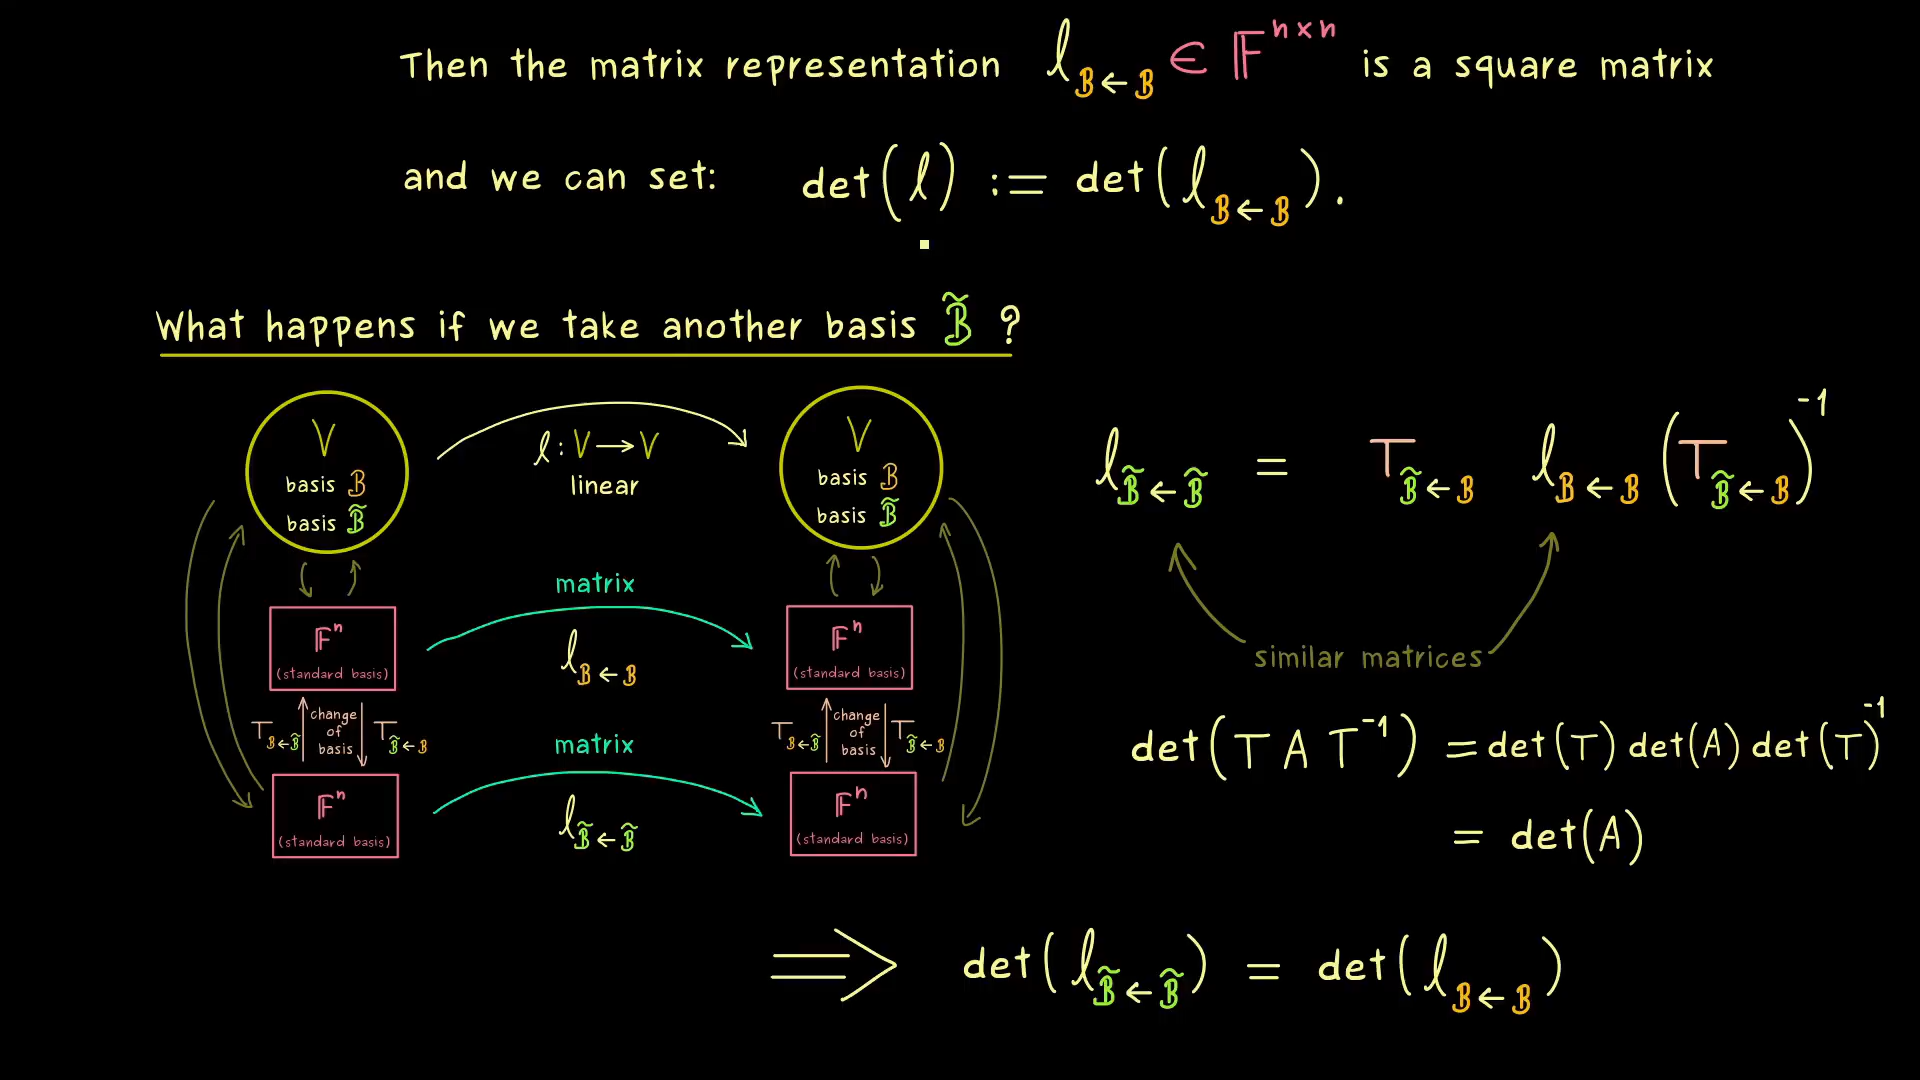 Then the matrix representation ℓ_{B←B} ∈ 𝔽^{n×n} is a square matrix
and we can set: det(ℓ) := det(ℓ_{B←B}).
What happens if we take another basis B̃ ?
V
basis B
basis B̃
ℓ : V → V
linear
V
basis B
basis B̃
ℓ_{B̃←B̃} = T_{B̃←B} ℓ_{B←B} (T_{B̃←B})^{-1}
similar matrices
𝔽^n
(standard basis)
matrix
ℓ_{B←B}
𝔽^n
(standard basis)
T_{B←B̃}
change
of
basis
T_{B̃←B}
T_{B←B̃}
change
of
basis
T_{B̃←B}
𝔽^n
(standard basis)
matrix
ℓ_{B̃←B̃}
𝔽^n
(standard basis)
det(T A T^{-1}) = det(T) det(A) det(T)^{-1}
= det(A)
⟹ det(ℓ_{B̃←B̃}) = det(ℓ_{B←B})